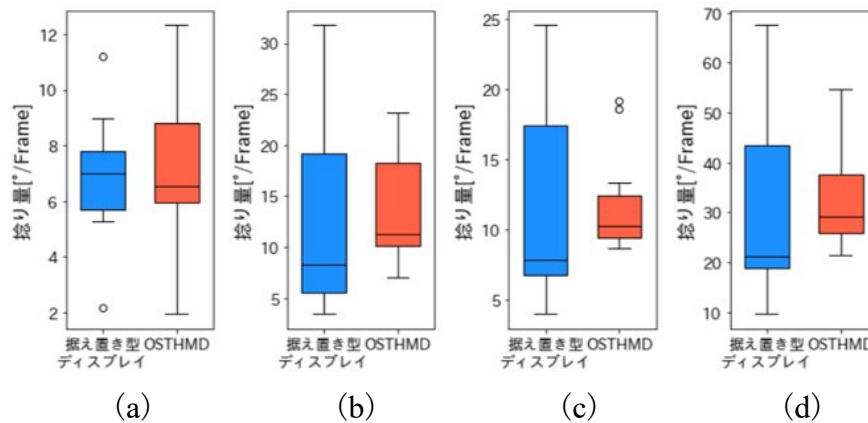 12
10
8
6
4
2
捻り量[°/Frame]
据え置き型 OSTHMD
ディスプレイ
(a)
30
25
20
15
10
5
捻り量[°/Frame]
据え置き型 OSTHMD
ディスプレイ
(b)
25
20
15
10
5
捻り量[°/Frame]
据え置き型 OSTHMD
ディスプレイ
(c)
70
60
50
40
30
20
10
捻り量[°/Frame]
据え置き型 OSTHMD
ディスプレイ
(d)